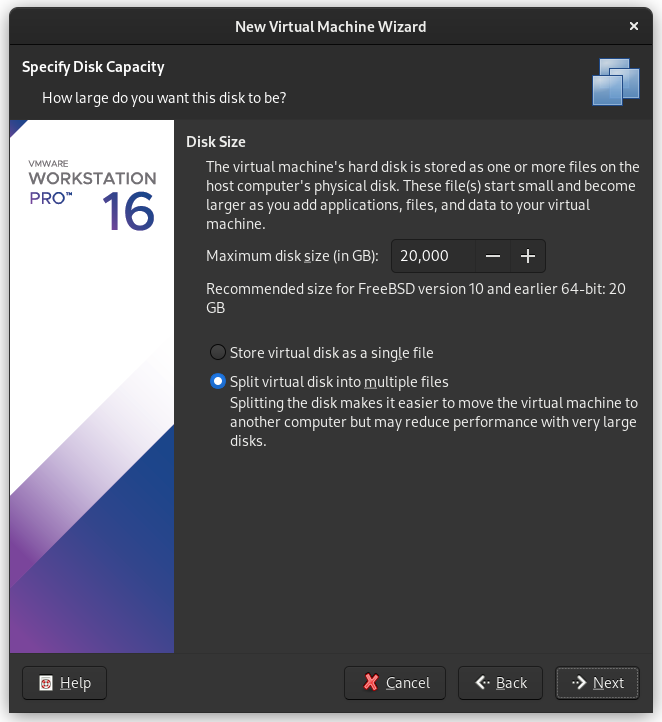 New Virtual Machine Wizard
Specify Disk Capacity
How large do you want this disk to be?
VMWARE
WORKSTATION
PRO™
16
Disk Size
The virtual machine's hard disk is stored as one or more files on the
host computer's physical disk. These file(s) start small and become
larger as you add applications, files, and data to your virtual
machine.
Maximum disk size (in GB): 20,000
Recommended size for FreeBSD version 10 and earlier 64-bit: 20
GB
Store virtual disk as a single file
Split virtual disk into multiple files
Splitting the disk makes it easier to move the virtual machine to
another computer but may reduce performance with very large
disks.
Help
Cancel
Back
Next